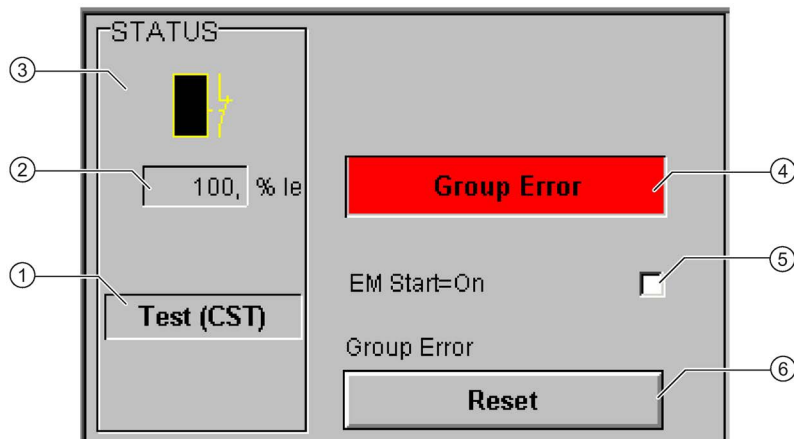 STATUS
③
② 100, % Ie
Group Error ④
① EM Start=On ⑤
Test (CST)
Group Error
Reset ⑥